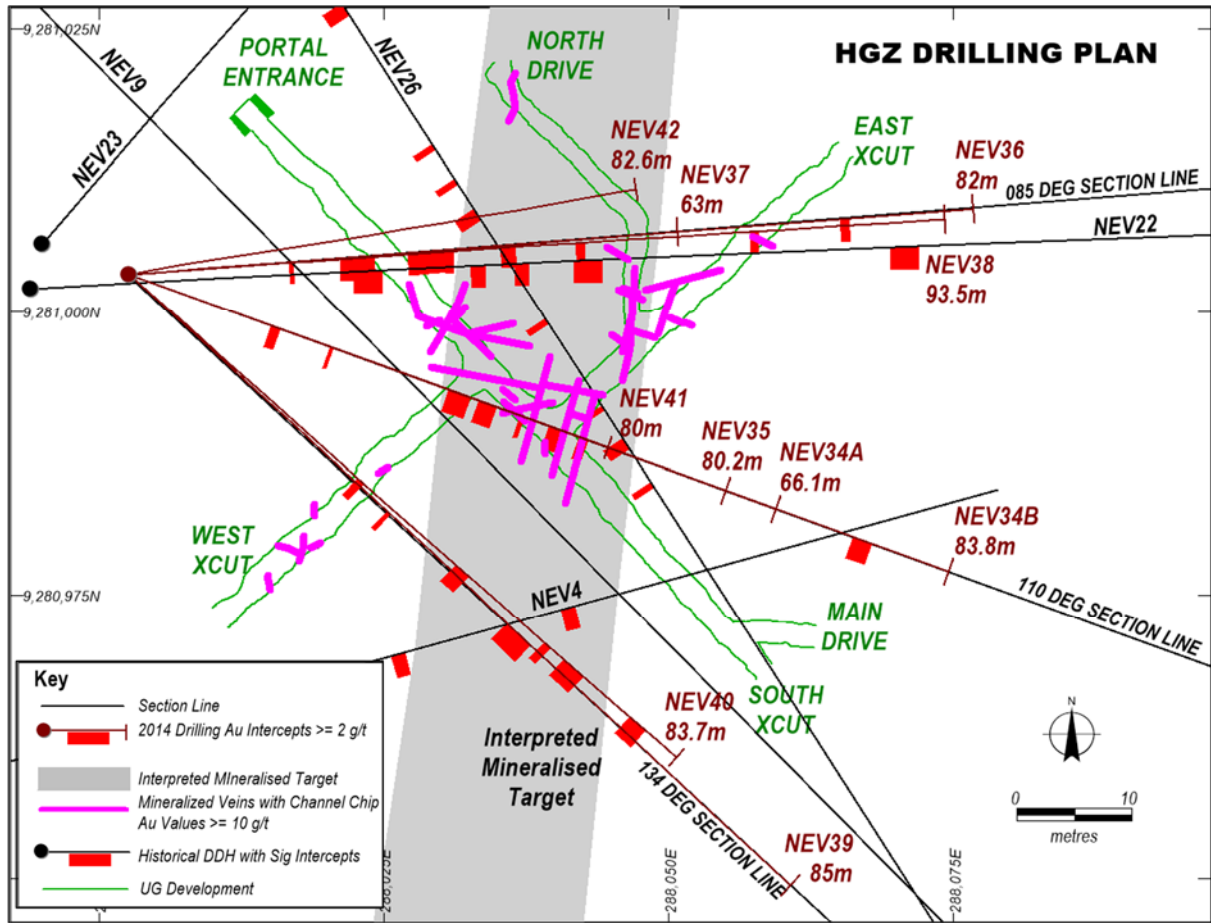 HGZ DRILLING PLAN
9,281,025N
9,281,000N
9,280,975N
288,025E
288,050E
288,075E
PORTAL
ENTRANCE
NORTH
DRIVE
EAST
XCUT
WEST
XCUT
MAIN
DRIVE
SOUTH
XCUT
NEV9
NEV23
NEV26
NEV42
82.6m
NEV37
63m
NEV36
82m
085 DEG SECTION LINE
NEV22
NEV38
93.5m
NEV41
80m
NEV35
80.2m
NEV34A
66.1m
NEV34B
83.8m
110 DEG SECTION LINE
NEV4
NEV40
83.7m
134 DEG SECTION LINE
NEV39
85m
Interpreted
Mineralised
Target
N
0 10
metres
Key
Section Line
2014 Drilling Au Intercepts >= 2 g/t
Interpreted MIneralised Target
Mineralized Veins with Channel Chip
Au Values >= 10 g/t
Historical DDH with Sig Intercepts
UG Development